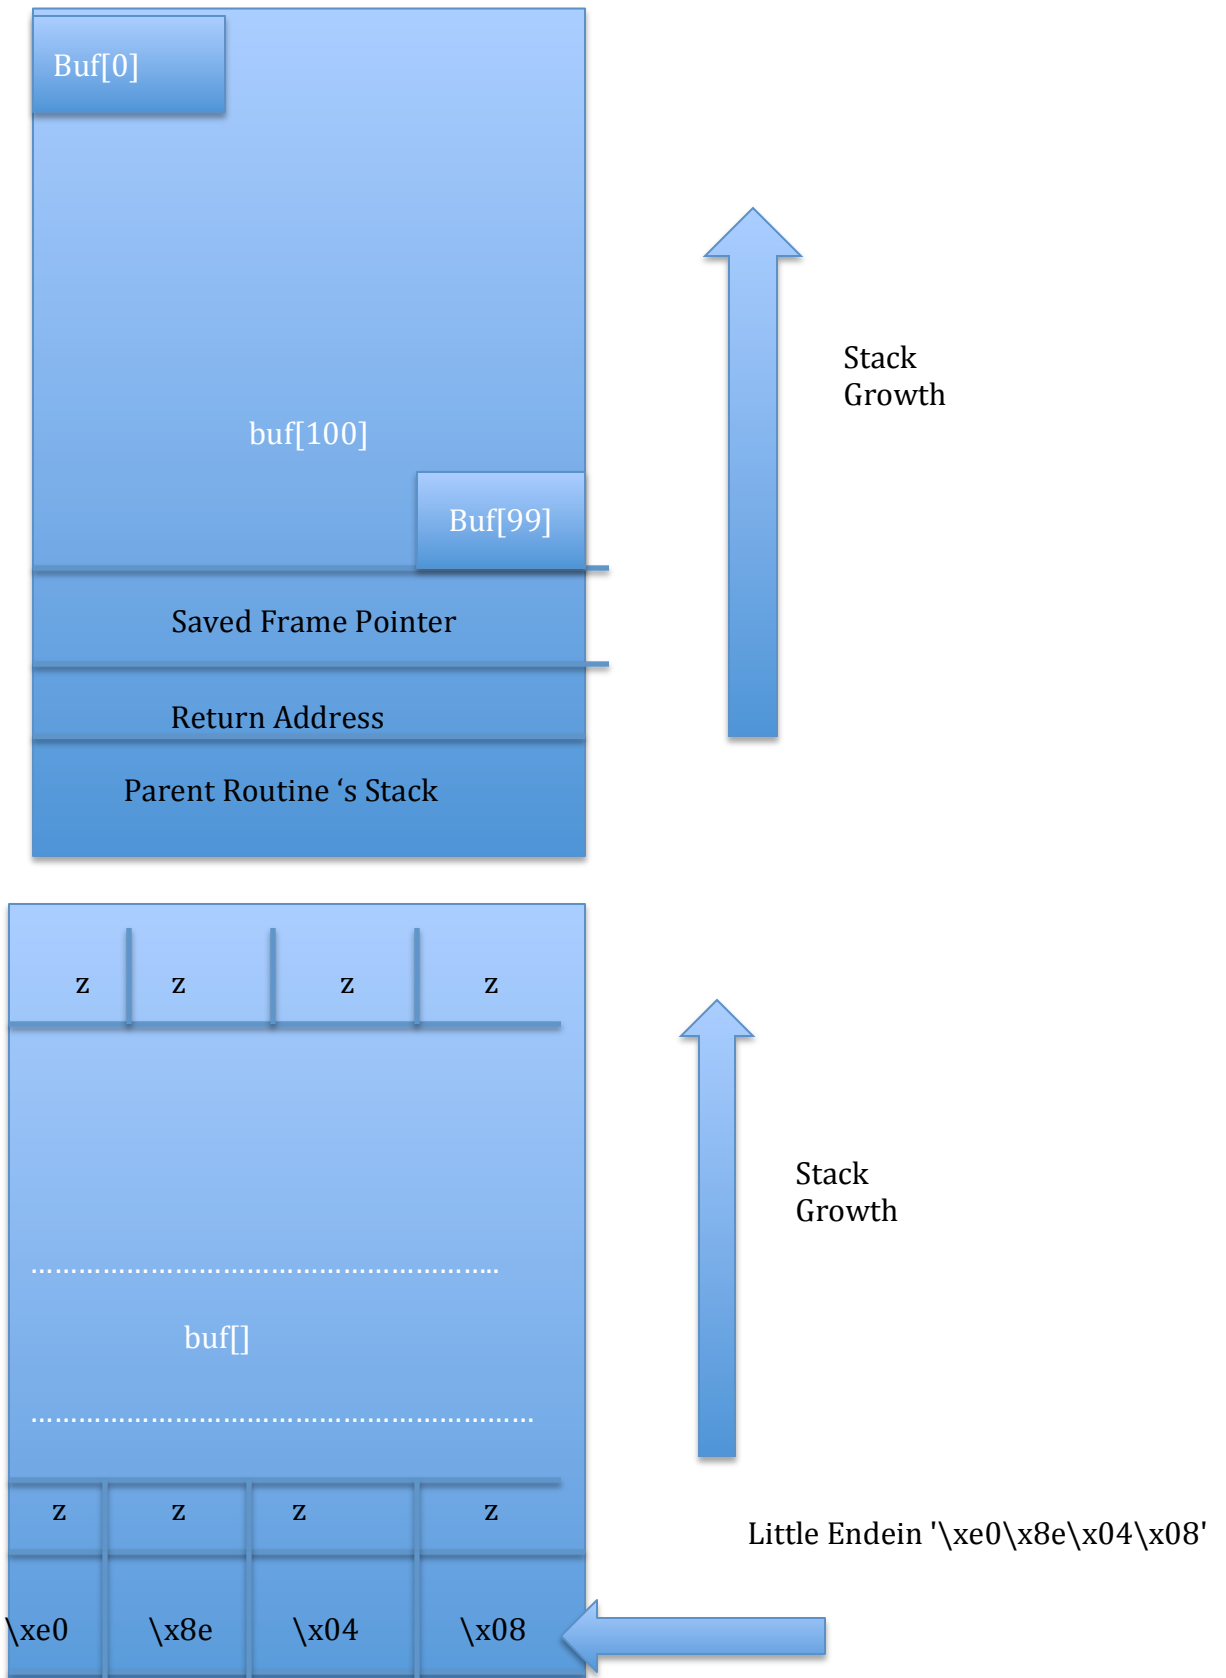 Buf[0]
Stack
Growth
buf[100]
Buf[99]
Saved Frame Pointer
Return Address
Parent Routine ‘s Stack
z z z z
Stack
Growth
…………………………………………………..
buf[]
………………………………………………………
z z z z
Little Endein '\xe0\x8e\x04\x08'
\xe0 \x8e \x04 \x08